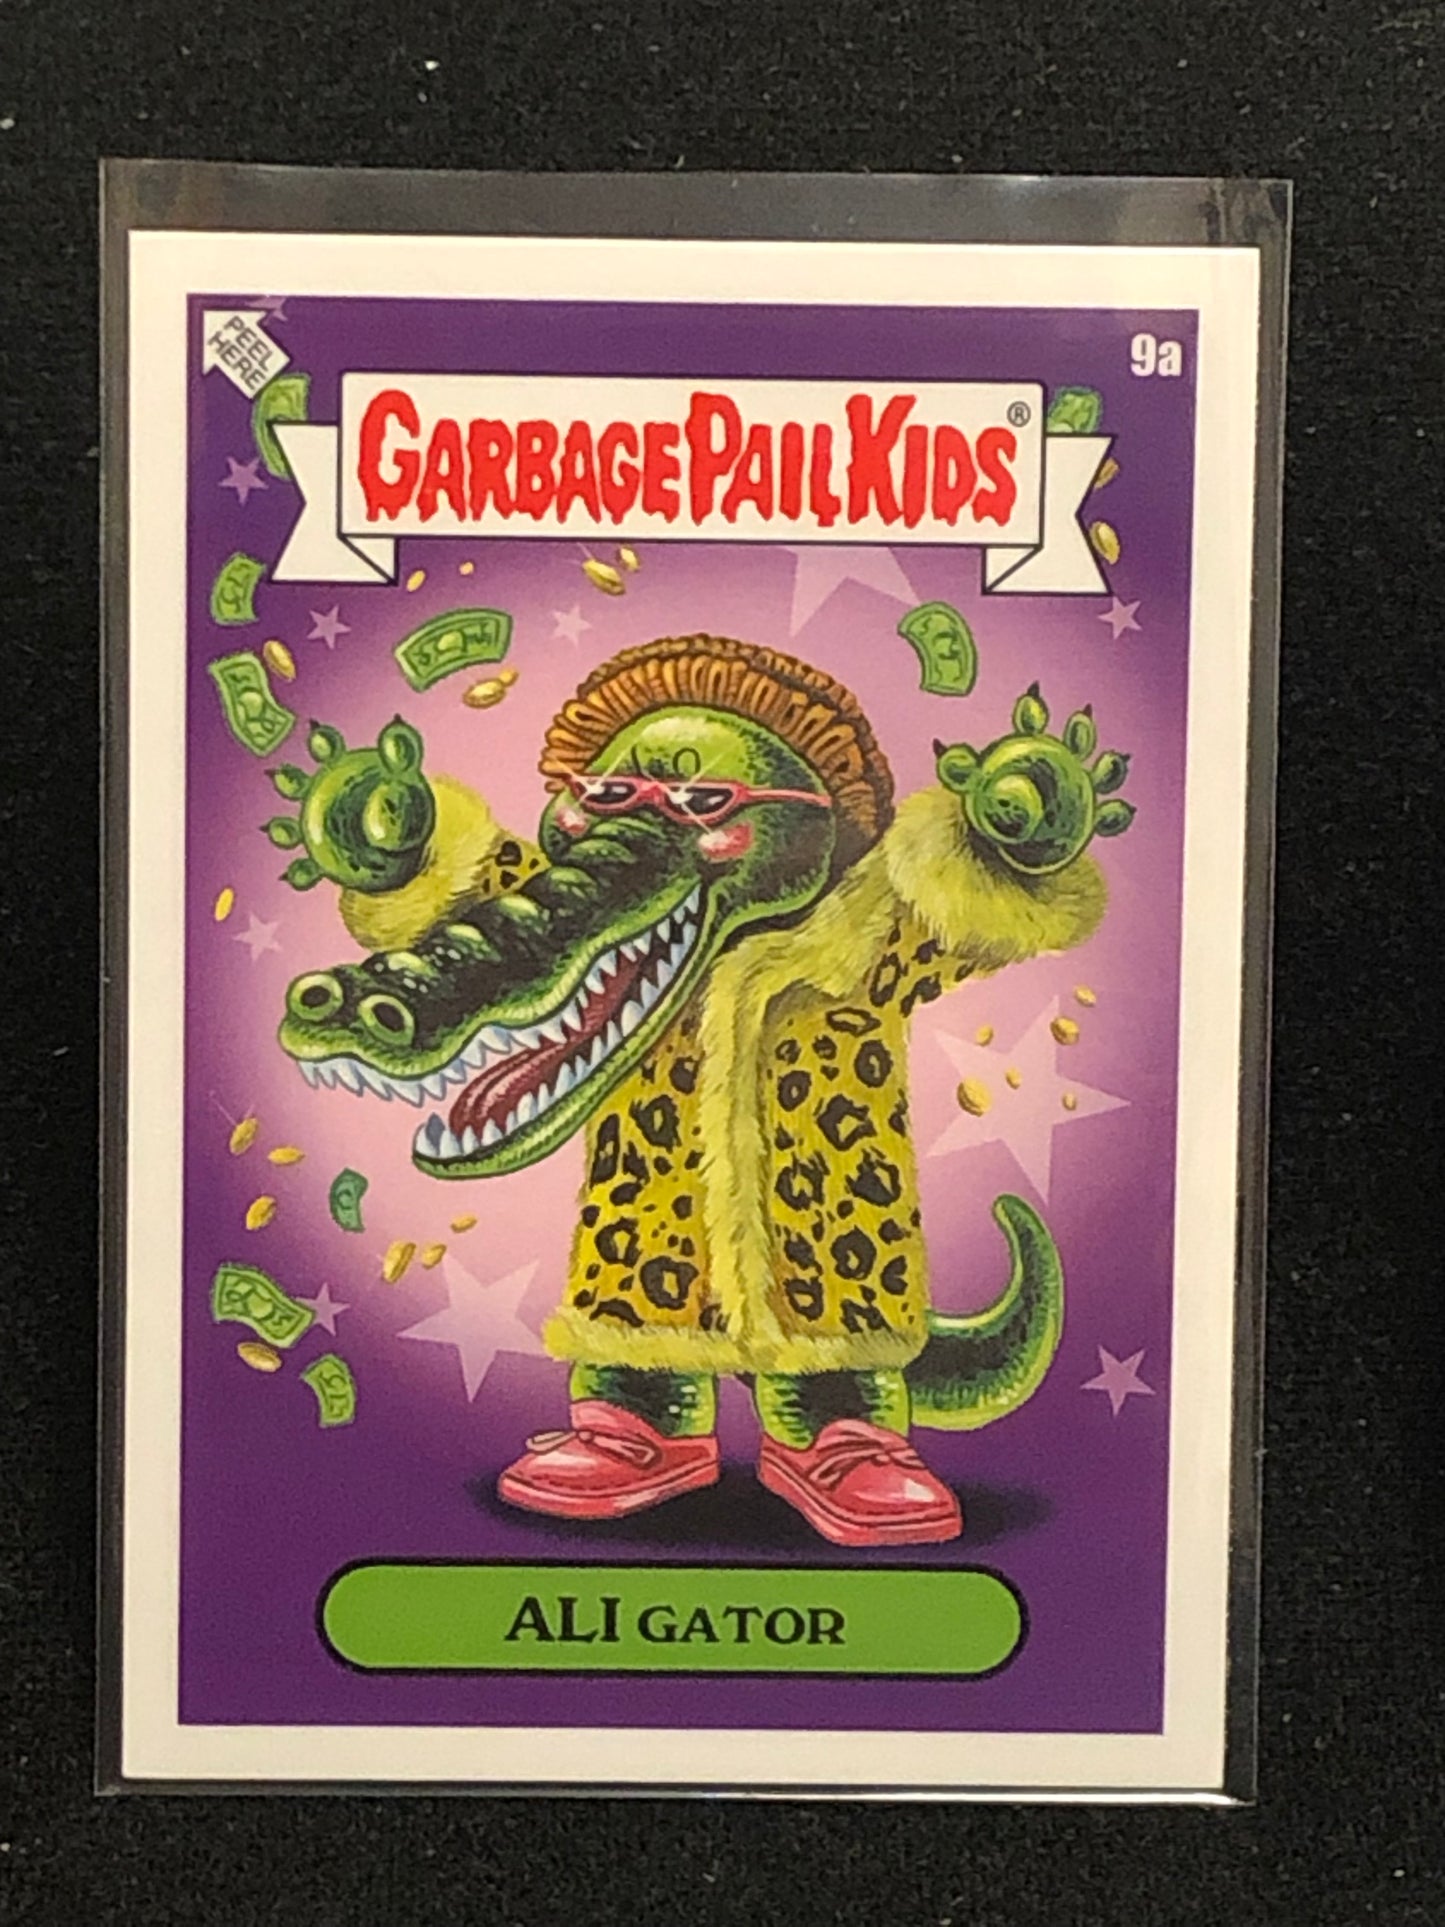 PEEL
HERE
9a
GARBAGE PAIL KIDS®
ALI GATOR